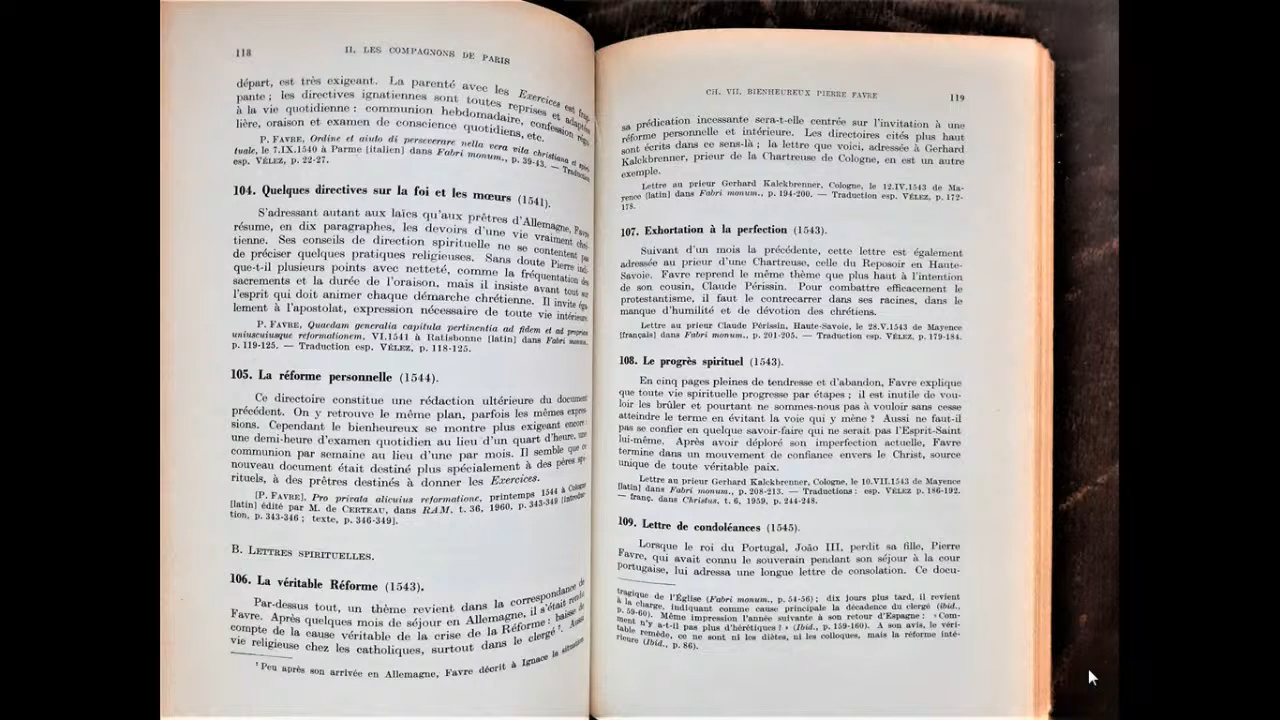 118
II. LES COMPAGNONS DE PARIS
départ, est très exigeant. La parenté avec les Exercices est frap-
pante ; les directives ignatiennes sont toutes reprises et adaptées
à la vie quotidienne : communion hebdomadaire, confession régu-
lière, oraison et examen de conscience quotidiens, etc.
P. FAVRE, Ordine et aiuto di perseverare nella vera vita christiana et spiri-
tuale, le 7.IX.1540 à Parme [italien] dans Fabri monum., p. 39-43. — Traduction
esp. VÉLEZ, p. 22-27.
104. Quelques directives sur la foi et les mœurs (1541).
S'adressant autant aux laïcs qu'aux prêtres d'Allemagne, Favre
résume, en dix paragraphes, les devoirs d'une vie vraiment chré-
tienne. Ses conseils de direction spirituelle ne se contentent pas
de préciser quelques pratiques religieuses. Sans doute Pierre indi-
que-t-il plusieurs points avec netteté, comme la fréquentation des
sacrements et la durée de l'oraison, mais il insiste avant tout sur
l'esprit qui doit animer chaque démarche chrétienne. Il invite éga-
lement à l'apostolat, expression nécessaire de toute vie intérieure.
P. FAVRE, Quaedam generalia capitula pertinentia ad fidem et ad propriam
uniuscuiusque reformationem, VI.1541 à Ratisbonne [latin] dans Fabri monum.,
p. 119-125. — Traduction esp. VÉLEZ, p. 118-125.
105. La réforme personnelle (1544).
Ce directoire constitue une rédaction ultérieure du document
précédent. On y retrouve le même plan, parfois les mêmes expres-
sions. Cependant le bienheureux se montre plus exigeant encore :
une demi-heure d'examen quotidien au lieu d'un quart d'heure, une
communion par semaine au lieu d'une par mois. Il semble que ce
nouveau document était destiné plus spécialement à des pères spi-
rituels, à des prêtres destinés à donner les Exercices.
[P. FAVRE], Pro privata alicuius reformatione, printemps 1544 à Cologne
[latin] édité par M. de CERTEAU, dans RAM. t. 36, 1960, p. 343-349 [introduc-
tion, p. 343-346 ; texte, p. 346-349].
B. LETTRES SPIRITUELLES.
106. La véritable Réforme (1543).
Par-dessus tout, un thème revient dans la correspondance de
Favre. Après quelques mois de séjour en Allemagne, il s'était rendu
compte de la cause véritable de la crise de la Réforme : baisse de
vie religieuse chez les catholiques, surtout dans le clergé ¹. Aussi
¹ Peu après son arrivée en Allemagne, Favre décrit à Ignace la situation
CH. VII. BIENHEUREUX PIERRE FAVRE
119
sa prédication incessante sera-t-elle centrée sur l'invitation à une
réforme personnelle et intérieure. Les directoires cités plus haut
sont écrits dans ce sens-là ; la lettre que voici, adressée à Gerhard
Kalckbrenner, prieur de la Chartreuse de Cologne, en est un autre
exemple.
Lettre au prieur Gerhard Kalckbrenner, Cologne, le 12.IV.1543 de Ma-
yence [latin] dans Fabri monum., p. 194-200. — Traduction esp. VÉLEZ, p. 172-
178.
107. Exhortation à la perfection (1543).
Suivant d'un mois la précédente, cette lettre est également
adressée au prieur d'une Chartreuse, celle du Reposoir en Haute-
Savoie. Favre reprend le même thème que plus haut à l'intention
de son cousin, Claude Périssin. Pour combattre efficacement le
protestantisme, il faut le contrecarrer dans ses racines, dans le
manque d'humilité et de dévotion des chrétiens.
Lettre au prieur Claude Périssin, Haute-Savoie, le 28.V.1543 de Mayence
[français] dans Fabri monum., p. 201-205. — Traduction esp. VÉLEZ, p. 179-184.
108. Le progrès spirituel (1543).
En cinq pages pleines de tendresse et d'abandon, Favre explique
que toute vie spirituelle progresse par étapes ; il est inutile de vou-
loir les brûler et pourtant ne sommes-nous pas à vouloir sans cesse
atteindre le terme en évitant la voie qui y mène ? Aussi ne faut-il
pas se confier en quelque savoir-faire qui ne serait pas l'Esprit-Saint
lui-même. Après avoir déploré son imperfection actuelle, Favre
termine dans un mouvement de confiance envers le Christ, source
unique de toute véritable paix.
Lettre au prieur Gerhard Kalckbrenner, Cologne, le 10.VII.1543 de Mayence
[latin] dans Fabri monum., p. 208-213. — Traductions : esp. VÉLEZ p. 186-192.
— franç. dans Christus, t. 6, 1959, p. 244-248.
109. Lettre de condoléances (1545).
Lorsque le roi du Portugal, João III, perdit sa fille, Pierre
Favre, qui avait connu le souverain pendant son séjour à la cour
portugaise, lui adressa une longue lettre de consolation. Ce docu-
tragique de l'Église (Fabri monum., p. 54-56) ; dix jours plus tard, il revient
à la charge, indiquant comme cause principale la décadence du clergé (ibid.,
p. 59-60). Même impression l'année suivante à son retour d'Espagne : « Com-
ment n'y a-t-il pas plus d'hérétiques ? » (Ibid., p. 159-160). A son avis, le véri-
table remède, ce ne sont ni les diètes, ni les colloques, mais la réforme inté-
rieure (Ibid., p. 86).